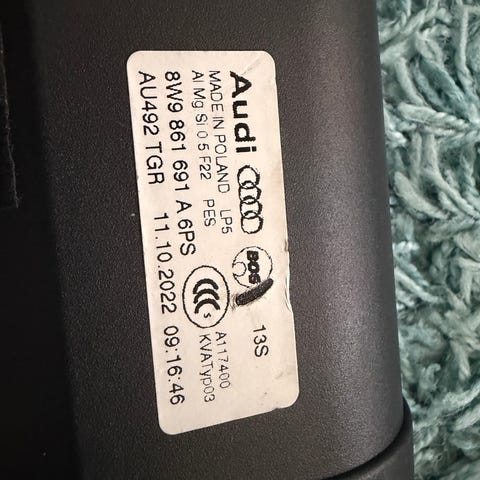 Audi
MADE IN POLAND LP5
Al Mg Si 0 5 F22 PES
8W9 861 691 A 6PS
AU492 TGR 11.10.2022 09:16:46
BOS
13S
CCC S
A117400
KVATyp03